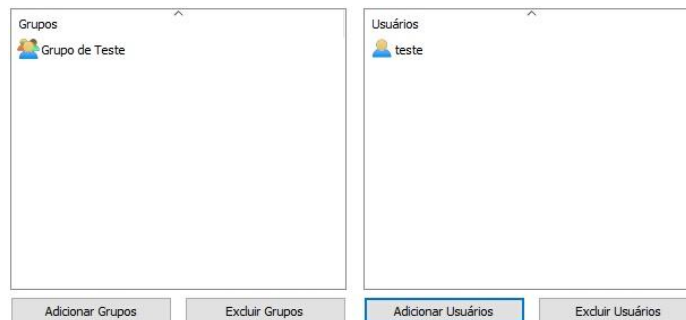 Grupos
Grupo de Teste
Usuários
teste
Adicionar Grupos
Excluir Grupos
Adicionar Usuários
Excluir Usuários